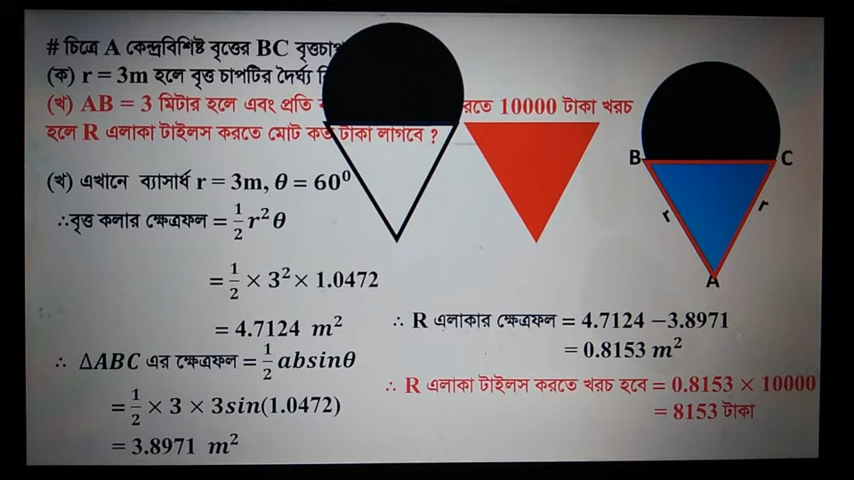 # চিত্রে A কেন্দ্রবিশিষ্ট বৃত্তের BC বৃত্তচাপ
(ক) r = 3m হলে বৃত্ত চাপটির দৈর্ঘ্য
(খ) AB = 3 মিটার হলে এবং প্রতি করতে 10000 টাকা খরচ
হলে R এলাকা টাইলস করতে মোট কত টাকা লাগবে ?
(খ) এখানে ব্যাসার্ধ r = 3m, θ = 60⁰
∴বৃত্ত কলার ক্ষেত্রফল = 1/2 r²θ
= 1/2 × 3² × 1.0472
= 4.7124 m²
∴ ΔABC এর ক্ষেত্রফল = 1/2 absinθ
= 1/2 × 3 × 3sin(1.0472)
= 3.8971 m²
B
C
r
r
A
∴ R এলাকার ক্ষেত্রফল = 4.7124 −3.8971
= 0.8153 m²
∴ R এলাকা টাইলস করতে খরচ হবে = 0.8153 × 10000
= 8153 টাকা